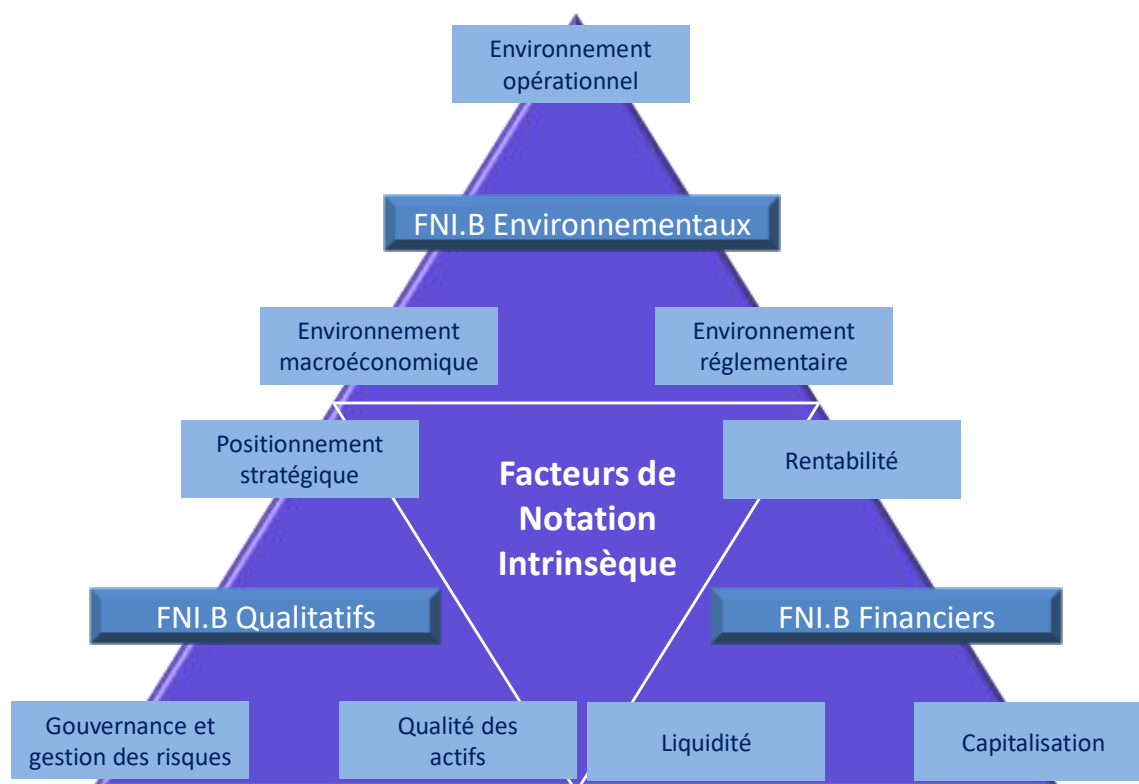 Environnement
opérationnel
FNI.B Environnementaux
Environnement
macroéconomique
Environnement
réglementaire
Positionnement
stratégique
Facteurs de
Notation
Intrinsèque
Rentabilité
FNI.B Qualitatifs
FNI.B Financiers
Gouvernance et
gestion des risques
Qualité des
actifs
Liquidité
Capitalisation